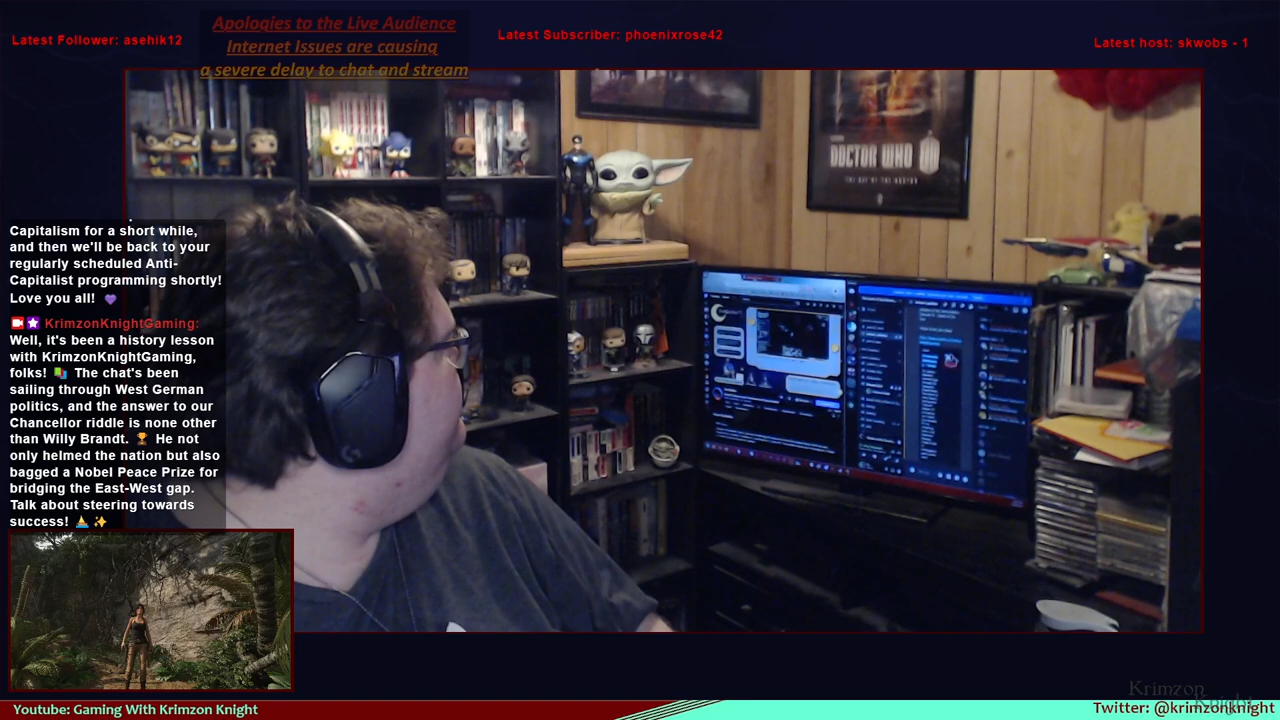 Apologies to the Live Audience
Internet Issues are causing
a severe delay to chat and stream
Latest Follower: asehik12
Latest Subscriber: phoenixrose42
Latest host: skwobs - 1
DOCTOR WHO
Capitalism for a short while,
and then we'll be back to your
regularly scheduled Anti-
Capitalist programming shortly!
Love you all! 💜
KrimzonKnightGaming:
Well, it's been a history lesson
with KrimzonKnightGaming,
folks! 📚 The chat's been
sailing through West German
politics, and the answer to our
Chancellor riddle is none other
than Willy Brandt. 🏆 He not
only helmed the nation but also
bagged a Nobel Peace Prize for
bridging the East-West gap.
Talk about steering towards
success! ⛵ ✨
Krimzon
Knight
Youtube: Gaming With Krimzon Knight
Twitter: @krimzonknight